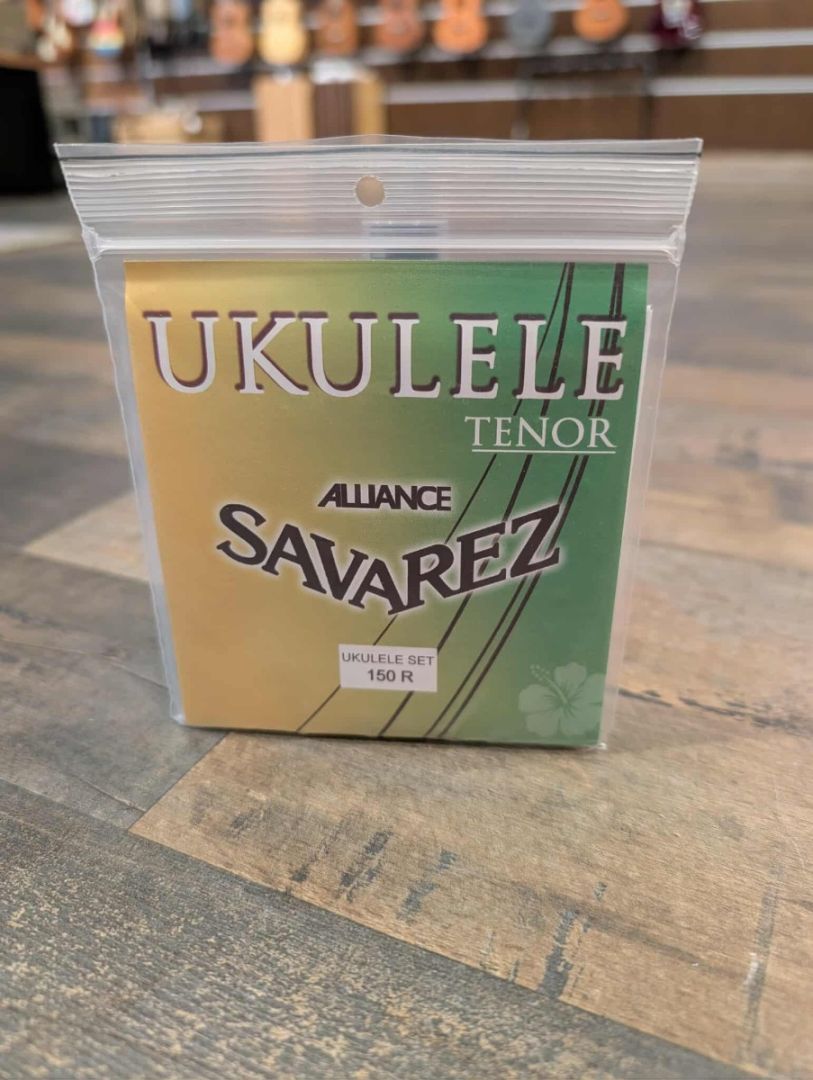 UKULELE
TENOR
ALLIANCE
SAVAREZ
UKULELE SET
150 R